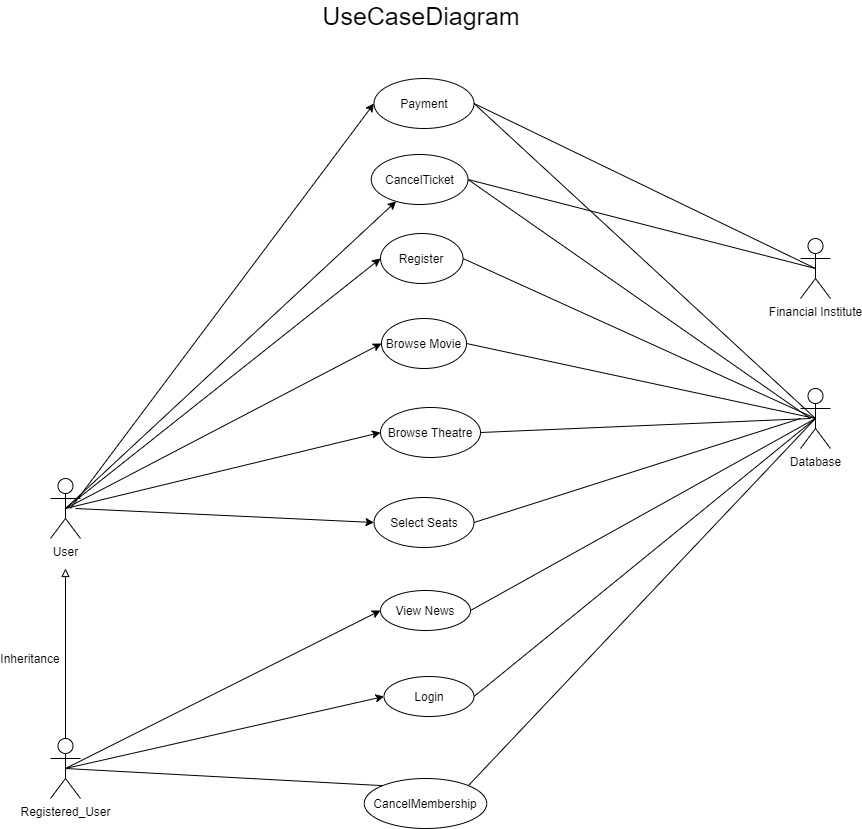 UseCaseDiagram
Payment
CancelTicket
Register
Financial Institute
Browse Movie
Browse Theatre
Database
Select Seats
User
View News
Inheritance
Login
CancelMembership
Registered_User